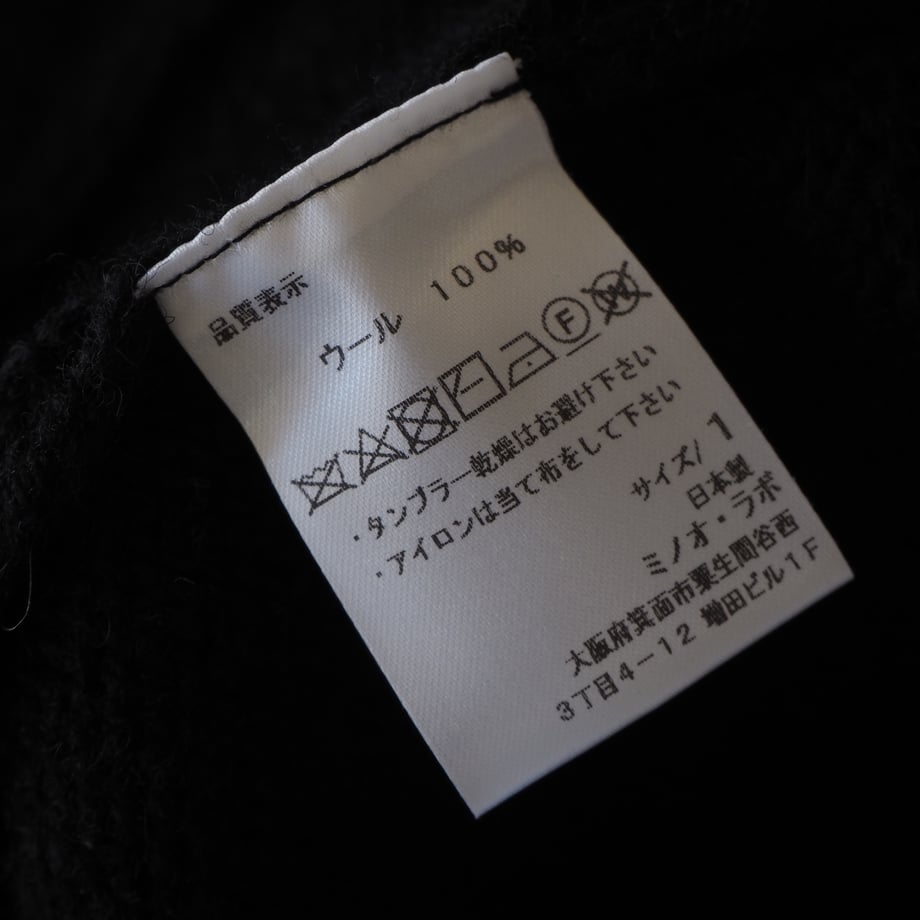 品質表示
ウール 100%
F W
・タンブラー乾燥はお避け下さい
・アイロンは当て布をして下さい
サイズ/ 1
日本製
ミノオ・ラボ
大阪府箕面市粟生間谷西
3丁目4－12 増田ビル1F